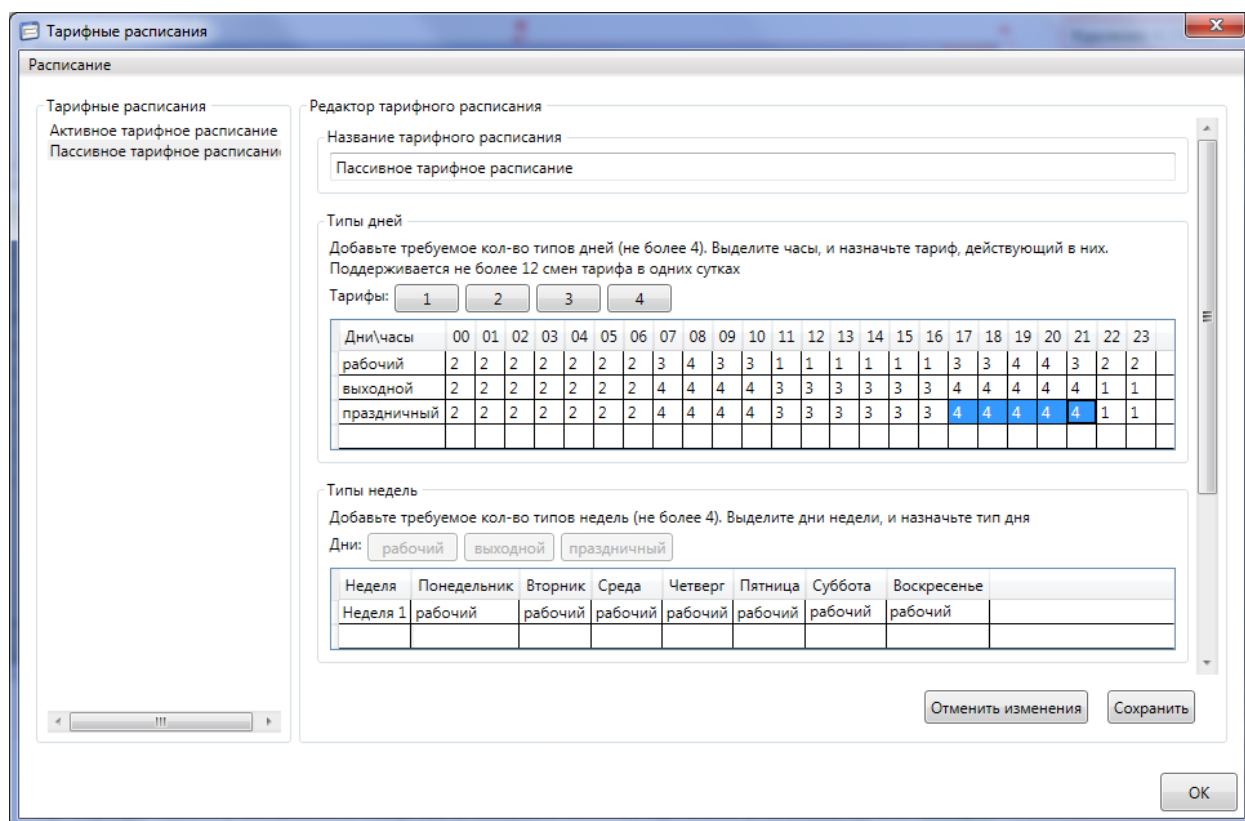 Тарифные расписания
Расписание
Тарифные расписания
Активное тарифное расписание
Пассивное тарифное расписани
Редактор тарифного расписания
Название тарифного расписания
Пассивное тарифное расписание
Типы дней
Добавьте требуемое кол-во типов дней (не более 4). Выделите часы, и назначьте тариф, действующий в них.
Поддерживается не более 12 смен тарифа в одних сутках
Тарифы: 1 2 3 4
Дни\часы 00 01 02 03 04 05 06 07 08 09 10 11 12 13 14 15 16 17 18 19 20 21 22 23
рабочий 2 2 2 2 2 2 2 3 4 3 3 1 1 1 1 1 1 3 3 4 4 3 2 2
выходной 2 2 2 2 2 2 2 4 4 4 4 3 3 3 3 3 3 4 4 4 4 4 1 1
праздничный 2 2 2 2 2 2 2 4 4 4 4 3 3 3 3 3 3 4 4 4 4 4 1 1
Типы недель
Добавьте требуемое кол-во типов недель (не более 4). Выделите дни недели, и назначьте тип дня
Дни: рабочий выходной праздничный
Неделя Понедельник Вторник Среда Четверг Пятница Суббота Воскресенье
Неделя 1 рабочий рабочий рабочий рабочий рабочий рабочий рабочий
Отменить изменения Сохранить
OK